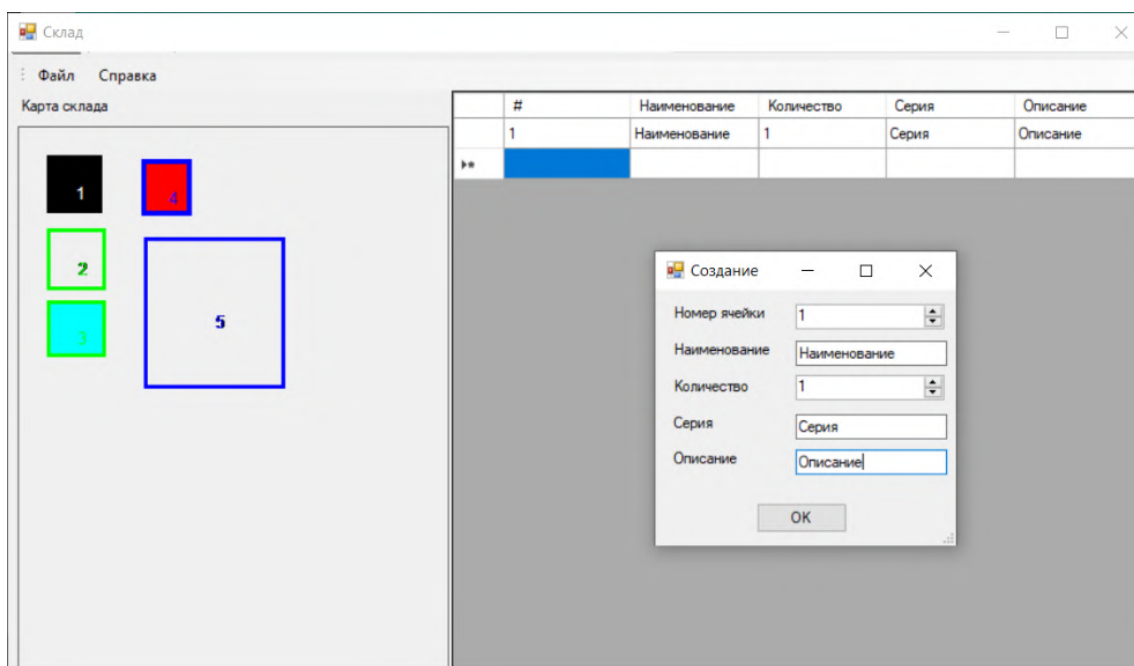 Склад
Файл Справка
Карта склада
# Наименование Количество Серия Описание
1 Наименование 1 Серия Описание
1
4
2
3
5
Создание
Номер ячейки 1
Наименование Наименование
Количество 1
Серия Серия
Описание Описание
OK